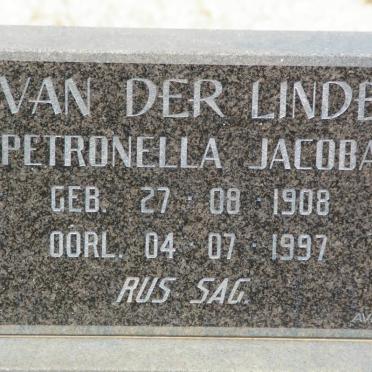 VAN DER LINDE
PETRONELLA JACOBA
GEB. 27 · 08 · 1908
OORL. 04 · 07 · 1997
RUS SAG.